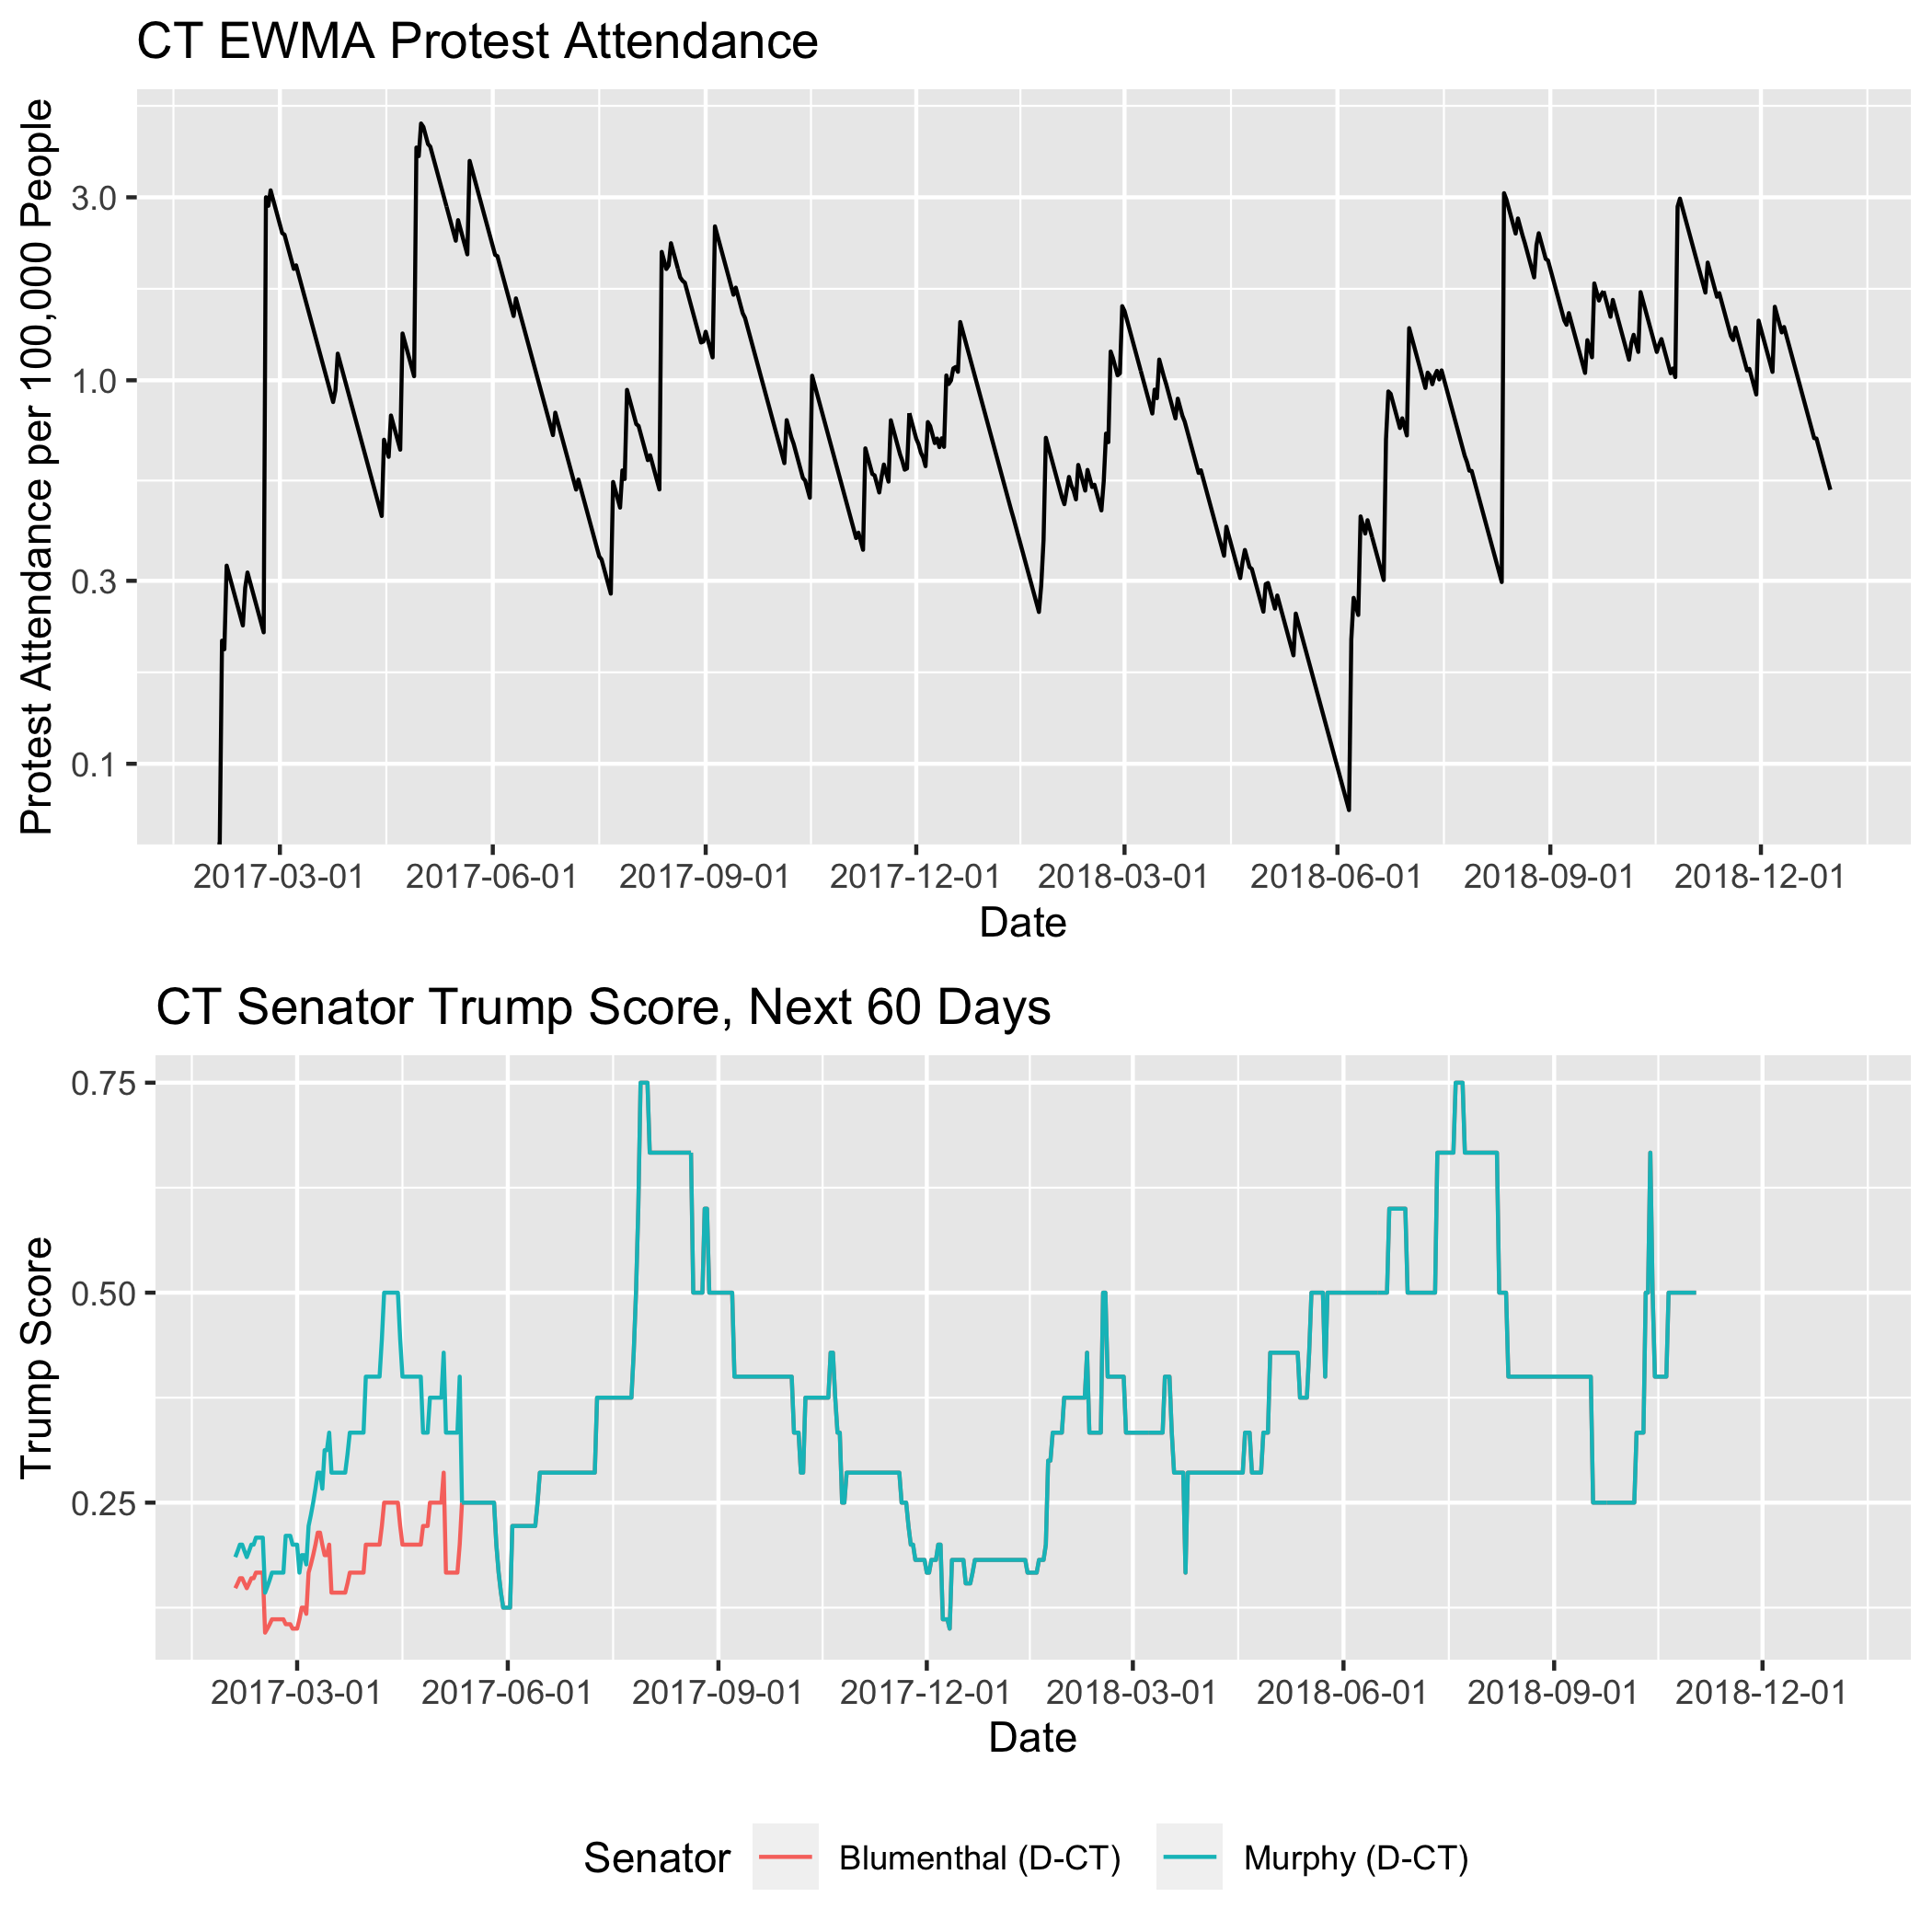 CT EWMA Protest Attendance
Protest Attendance per 100,000 People
3.0
1.0
0.3
0.1
2017-03-01 2017-06-01 2017-09-01 2017-12-01 2018-03-01 2018-06-01 2018-09-01 2018-12-01
Date
CT Senator Trump Score, Next 60 Days
Trump Score
0.75
0.50
0.25
2017-03-01 2017-06-01 2017-09-01 2017-12-01 2018-03-01 2018-06-01 2018-09-01 2018-12-01
Date
Senator Blumenthal (D-CT) Murphy (D-CT)